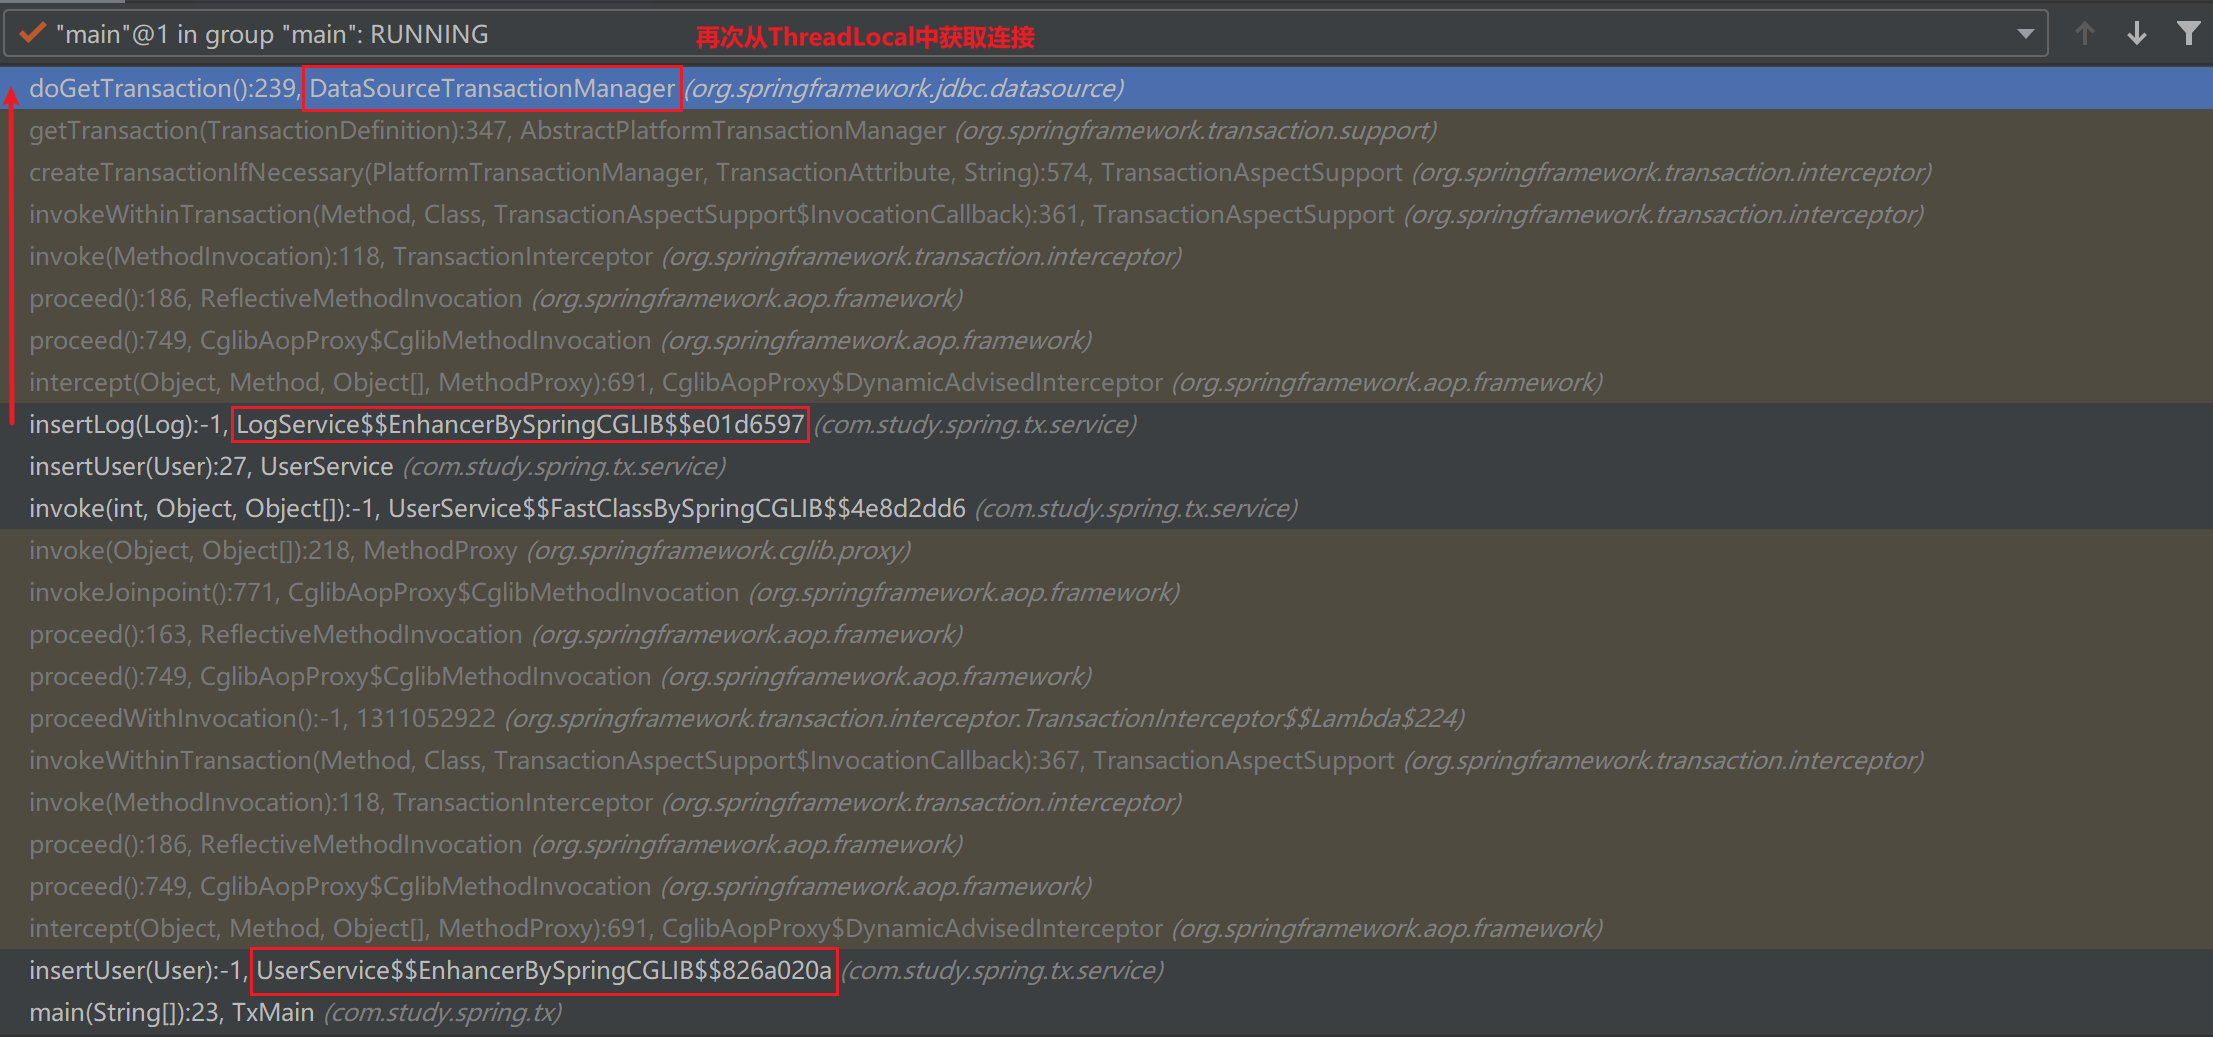 "main"@1 in group "main": RUNNING 再次从ThreadLocal中获取连接
doGetTransaction():239, DataSourceTransactionManager (org.springframework.jdbc.datasource)
getTransaction(TransactionDefinition):347, AbstractPlatformTransactionManager (org.springframework.transaction.support)
createTransactionIfNecessary(PlatformTransactionManager, TransactionAttribute, String):574, TransactionAspectSupport (org.springframework.transaction.interceptor)
invokeWithinTransaction(Method, Class, TransactionAspectSupport$InvocationCallback):361, TransactionAspectSupport (org.springframework.transaction.interceptor)
invoke(MethodInvocation):118, TransactionInterceptor (org.springframework.transaction.interceptor)
proceed():186, ReflectiveMethodInvocation (org.springframework.aop.framework)
proceed():749, CglibAopProxy$CglibMethodInvocation (org.springframework.aop.framework)
intercept(Object, Method, Object[], MethodProxy):691, CglibAopProxy$DynamicAdvisedInterceptor (org.springframework.aop.framework)
insertLog(Log):-1, LogService$$EnhancerBySpringCGLIB$$e01d6597 (com.study.spring.tx.service)
insertUser(User):27, UserService (com.study.spring.tx.service)
invoke(int, Object, Object[]):-1, UserService$$FastClassBySpringCGLIB$$4e8d2dd6 (com.study.spring.tx.service)
invoke(Object, Object[]):218, MethodProxy (org.springframework.cglib.proxy)
invokeJoinpoint():771, CglibAopProxy$CglibMethodInvocation (org.springframework.aop.framework)
proceed():163, ReflectiveMethodInvocation (org.springframework.aop.framework)
proceed():749, CglibAopProxy$CglibMethodInvocation (org.springframework.aop.framework)
proceedWithInvocation():-1, 1311052922 (org.springframework.transaction.interceptor.TransactionInterceptor$$Lambda$224)
invokeWithinTransaction(Method, Class, TransactionAspectSupport$InvocationCallback):367, TransactionAspectSupport (org.springframework.transaction.interceptor)
invoke(MethodInvocation):118, TransactionInterceptor (org.springframework.transaction.interceptor)
proceed():186, ReflectiveMethodInvocation (org.springframework.aop.framework)
proceed():749, CglibAopProxy$CglibMethodInvocation (org.springframework.aop.framework)
intercept(Object, Method, Object[], MethodProxy):691, CglibAopProxy$DynamicAdvisedInterceptor (org.springframework.aop.framework)
insertUser(User):-1, UserService$$EnhancerBySpringCGLIB$$826a020a (com.study.spring.tx.service)
main(String[]):23, TxMain (com.study.spring.tx)